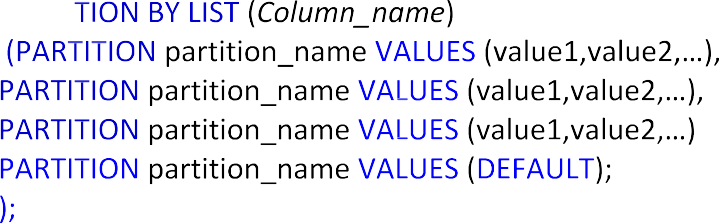 TION BY LIST (Column_name)
(PARTITION partition_name VALUES (value1,value2,…),
PARTITION partition_name VALUES (value1,value2,…),
PARTITION partition_name VALUES (value1,value2,…)
PARTITION partition_name VALUES (DEFAULT);
);